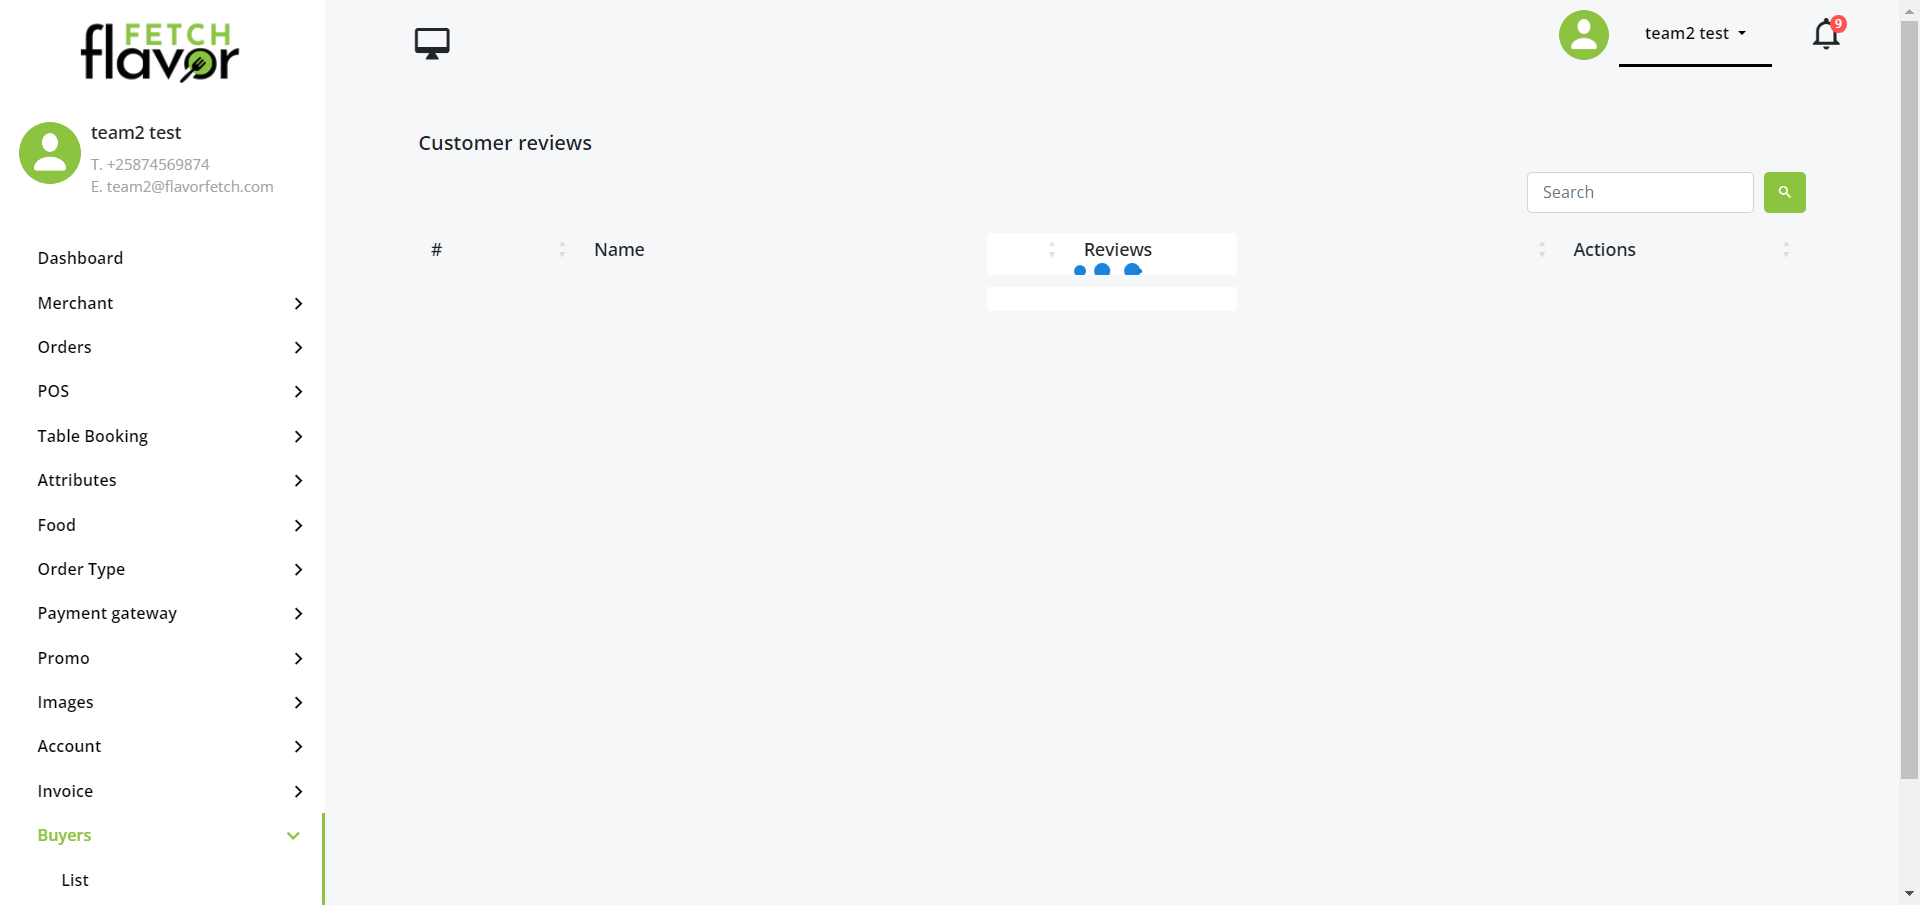 FETCH
flavor
team2 test
T. +25874569874
E. team2@flavorfetch.com
Dashboard
Merchant
Orders
POS
Table Booking
Attributes
Food
Order Type
Payment gateway
Promo
Images
Account
Invoice
Buyers
List
team2 test
9
Customer reviews
Search
# Name Reviews Actions